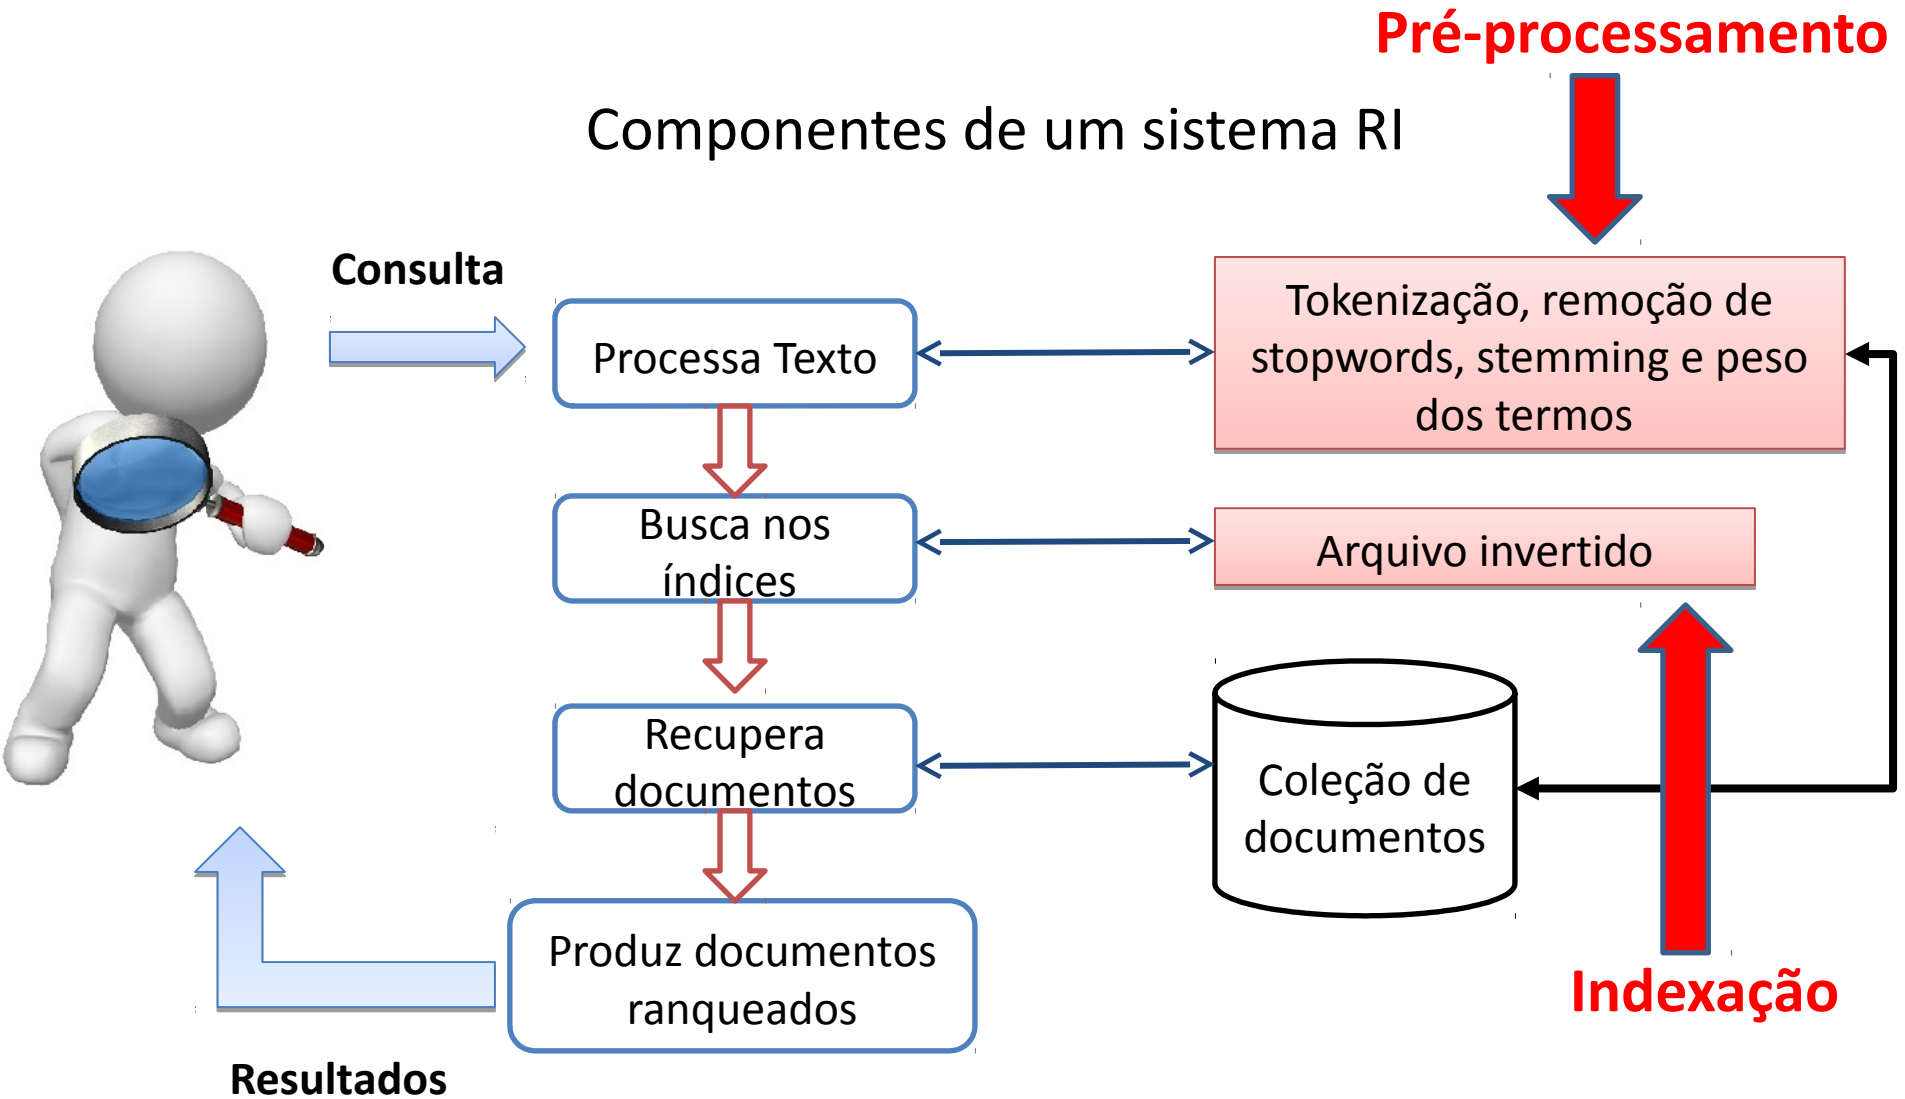 Pré-processamento
Componentes de um sistema RI
Consulta
Processa Texto
Tokenização, remoção de
stopwords, stemming e peso
dos termos
Busca nos
índices
Arquivo invertido
Recupera
documentos
Coleção de
documentos
Produz documentos
ranqueados
Indexação
Resultados